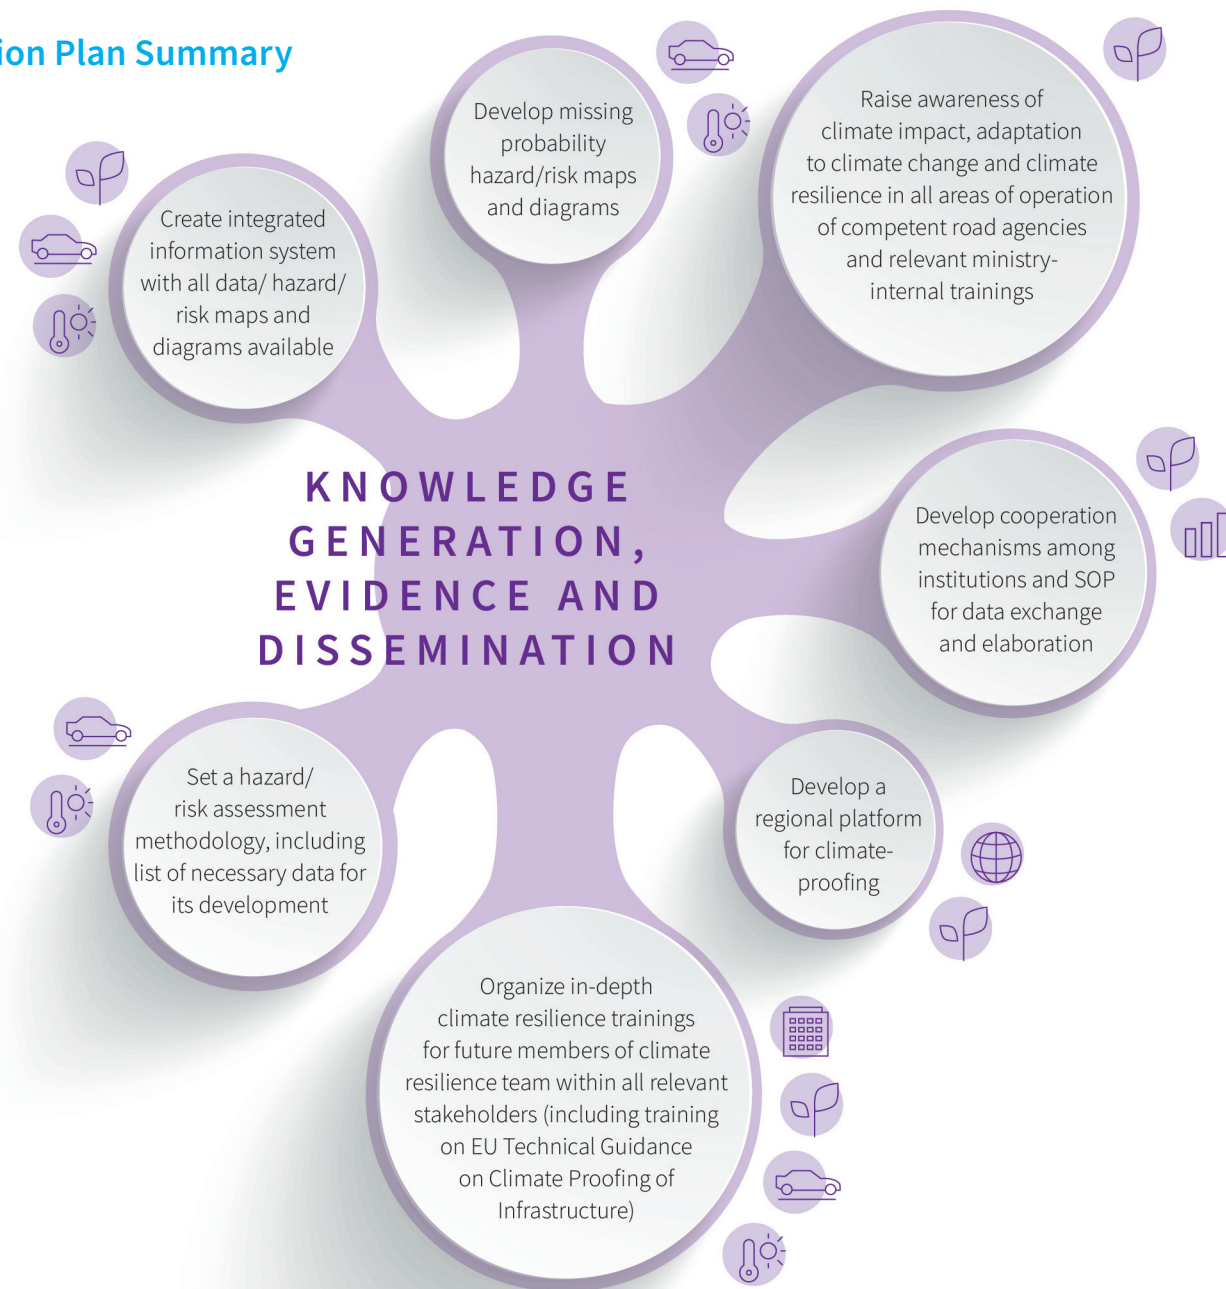 ion Plan Summary
Develop missing
probability
hazard/risk maps
and diagrams
Raise awareness of
climate impact, adaptation
to climate change and climate
resilience in all areas of operation
of competent road agencies
and relevant ministry-
internal trainings
Create integrated
information system
with all data/ hazard/
risk maps and
diagrams available
KNOWLEDGE
GENERATION,
EVIDENCE AND
DISSEMINATION
Develop cooperation
mechanisms among
institutions and SOP
for data exchange
and elaboration
Set a hazard/
risk assessment
methodology, including
list of necessary data for
its development
Develop a
regional platform
for climate-
proofing
Organize in-depth
climate resilience trainings
for future members of climate
resilience team within all relevant
stakeholders (including training
on EU Technical Guidance
on Climate Proofing of
Infrastructure)